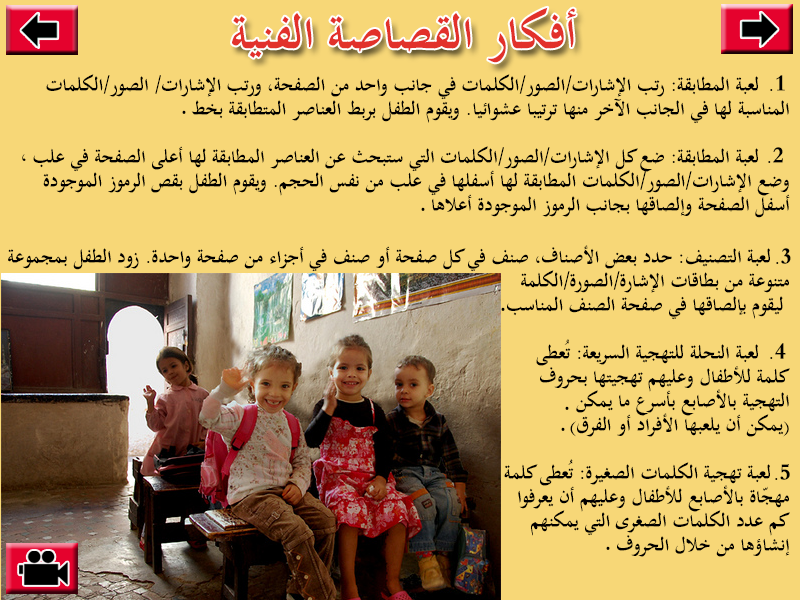 أفكار القصاصة الفنية
1. لعبة المطابقة: رتب الإشارات/الصور/الكلمات في جانب واحد من الصفحة، ورتب الإشارات/ الصور/الكلمات
المناسبة لها في الجانب الآخر منها ترتيبا عشوائيا. ويقوم الطفل بربط العناصر المتطابقة بخط .
2. لعبة المطابقة: ضع كل الإشارات/الصور/الكلمات التي ستبحث عن العناصر المطابقة لها أعلى الصفحة في علب ،
وضع الإشارات/الصور/الكلمات المطابقة لها أسفلها في علب من نفس الحجم. ويقوم الطفل بقص الرموز الموجودة
أسفل الصفحة وإلصاقها بجانب الرموز الموجودة أعلاها .
3. لعبة التصنيف: حدد بعض الأصناف، صنف في كل صفحة أو صنف في أجزاء من صفحة واحدة. زود الطفل بمجموعة
متنوعة من بطاقات الإشارة/الصورة/الكلمة
ليقوم بإلصاقها في صفحة الصنف المناسب.
4. لعبة النحلة للتهجية السريعة: تُعطى
كلمة للأطفال وعليهم تهجيتها بحروف
التهجية بالأصابع بأسرع ما يمكن .
(يمكن أن يلعبها الأفراد أو الفرق) .
5. لعبة تهجية الكلمات الصغيرة: تُعطى كلمة
مهجّاة بالأصابع للأطفال وعليهم أن يعرفوا
كم عدد الكلمات الصغرى التي يمكنهم
إنشاؤها من خلال الحروف .